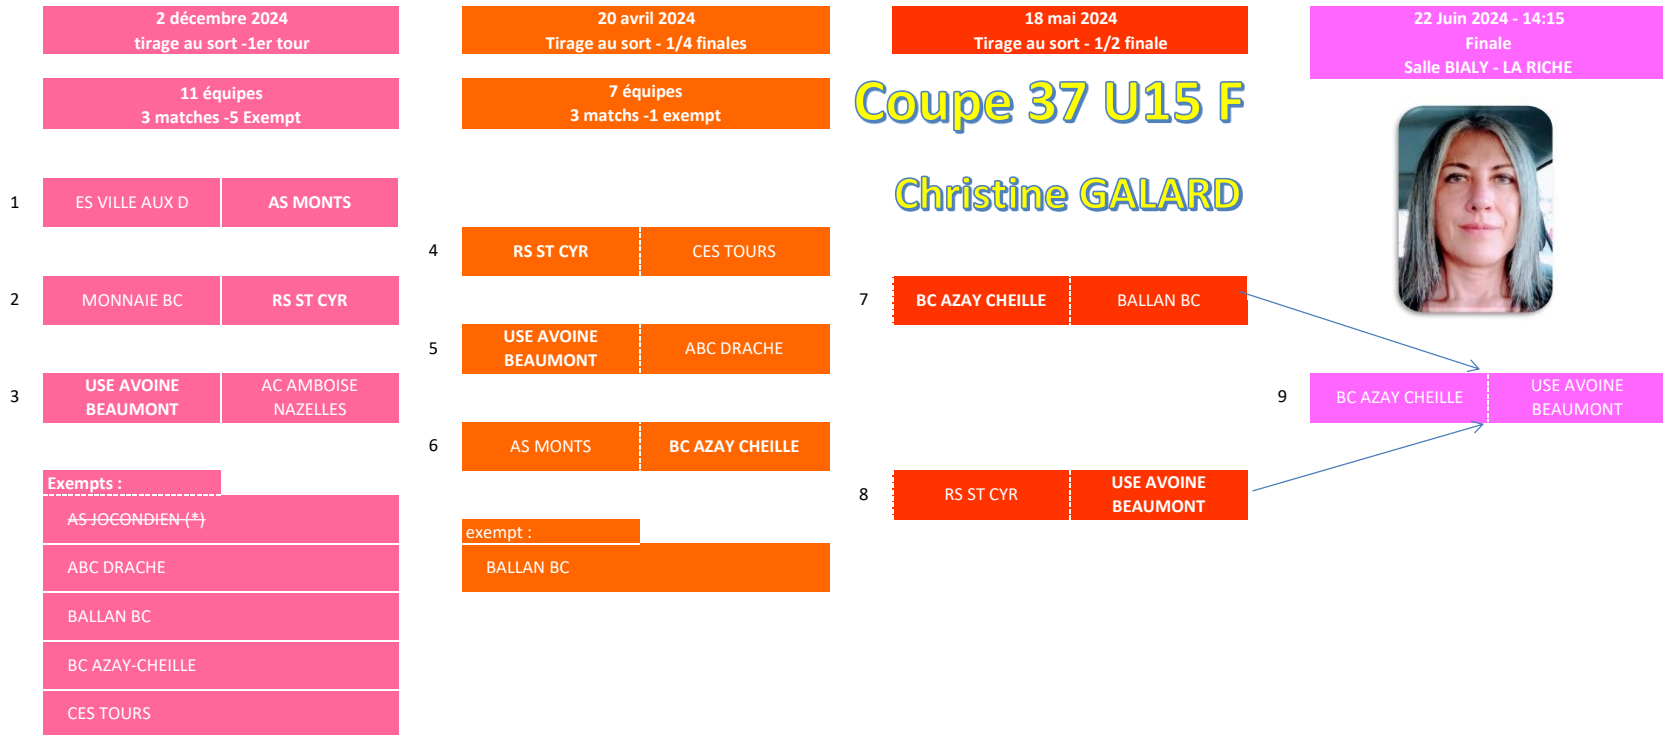 2 décembre 2024
tirage au sort -1er tour
11 équipes
3 matches -5 Exempt
1
ES VILLE AUX D
AS MONTS
2
MONNAIE BC
RS ST CYR
3
USE AVOINE
BEAUMONT
AC AMBOISE
NAZELLES
Exempts :
AS JOCONDIEN (*)
ABC DRACHE
BALLAN BC
BC AZAY-CHEILLE
CES TOURS
20 avril 2024
Tirage au sort - 1/4 finales
7 équipes
3 matchs -1 exempt
4
RS ST CYR
CES TOURS
5
USE AVOINE
BEAUMONT
ABC DRACHE
6
AS MONTS
BC AZAY CHEILLE
exempt :
BALLAN BC
18 mai 2024
Tirage au sort - 1/2 finale
Coupe 37 U15 F
Christine GALARD
7
BC AZAY CHEILLE
BALLAN BC
8
RS ST CYR
USE AVOINE
BEAUMONT
22 Juin 2024 - 14:15
Finale
Salle BIALY - LA RICHE
9
BC AZAY CHEILLE
USE AVOINE
BEAUMONT